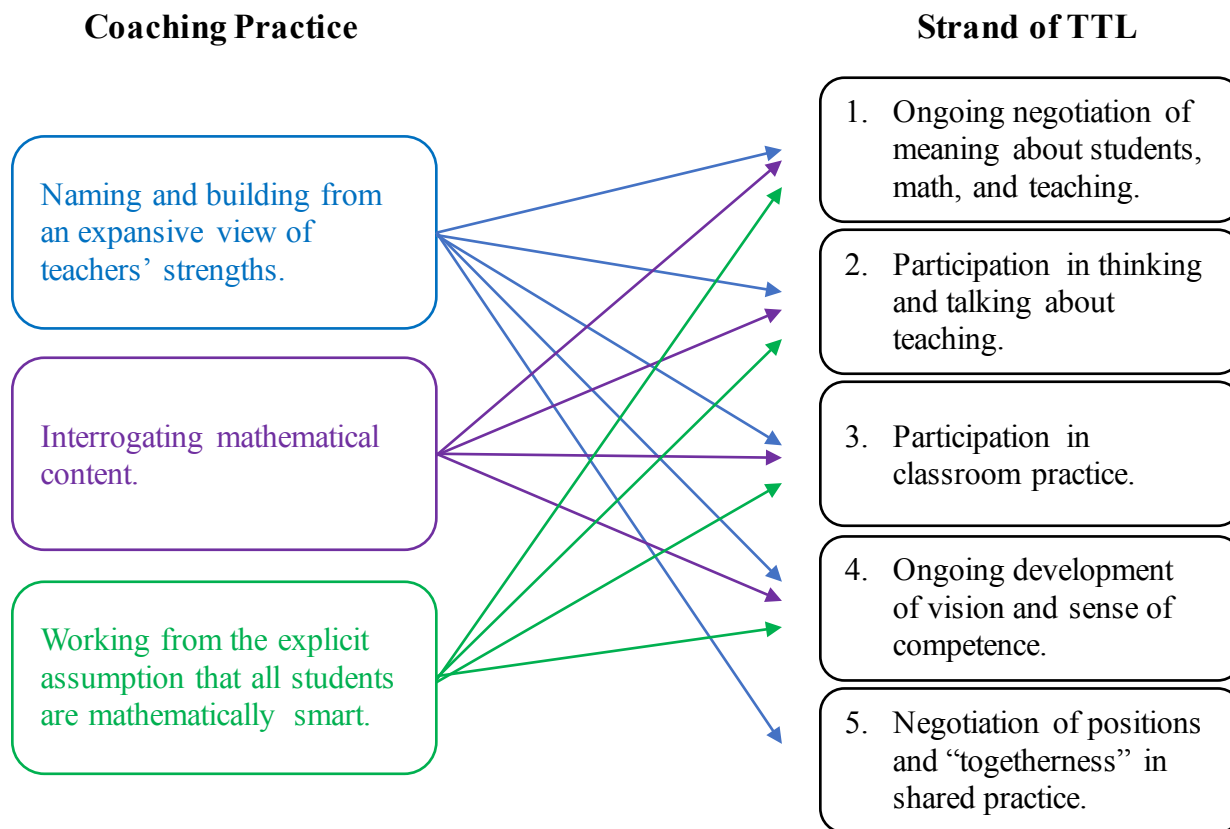 Coaching Practice
Strand of TTL
Naming and building from
an expansive view of
teachers’ strengths.
Interrogating mathematical
content.
Working from the explicit
assumption that all students
are mathematically smart.
1. Ongoing negotiation of
meaning about students,
math, and teaching.
2. Participation in thinking
and talking about
teaching.
3. Participation in
classroom practice.
4. Ongoing development
of vision and sense of
competence.
5. Negotiation of positions
and “togetherness” in
shared practice.